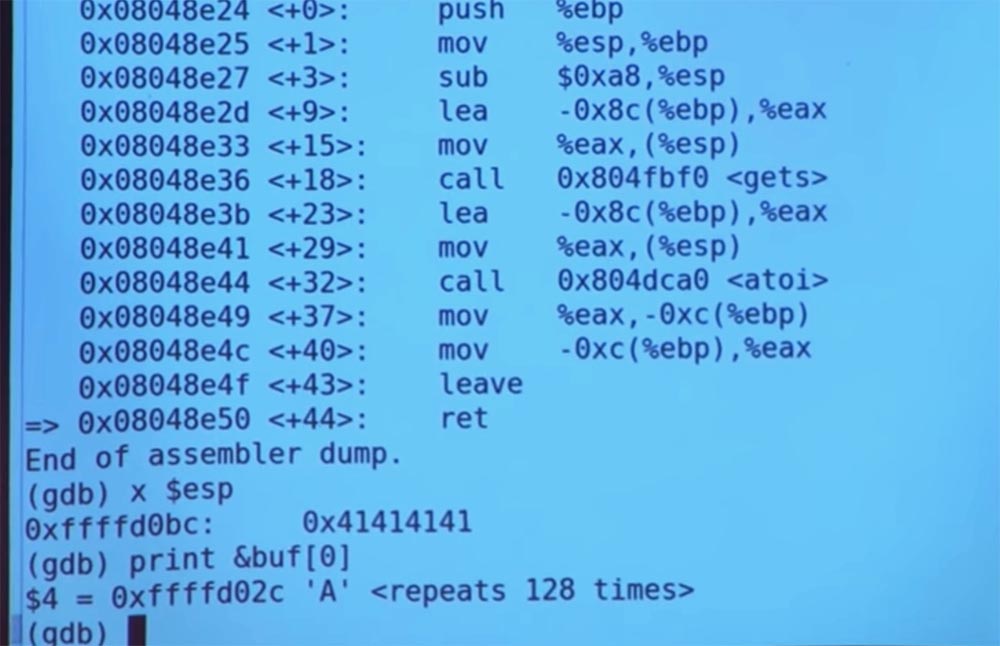 0x08048e24 <+0>: push %ebp
0x08048e25 <+1>: mov %esp,%ebp
0x08048e27 <+3>: sub $0xa8,%esp
0x08048e2d <+9>: lea -0x8c(%ebp),%eax
0x08048e33 <+15>: mov %eax,(%esp)
0x08048e36 <+18>: call 0x804fbf0 <gets>
0x08048e3b <+23>: lea -0x8c(%ebp),%eax
0x08048e41 <+29>: mov %eax,(%esp)
0x08048e44 <+32>: call 0x804dca0 <atoi>
0x08048e49 <+37>: mov %eax,-0xc(%ebp)
0x08048e4c <+40>: mov -0xc(%ebp),%eax
0x08048e4f <+43>: leave
=> 0x08048e50 <+44>: ret
End of assembler dump.
(gdb) x $esp
0xffffd0bc: 0x41414141
(gdb) print &buf[0]
$4 = 0xffffd02c 'A' <repeats 128 times>
(gdb)